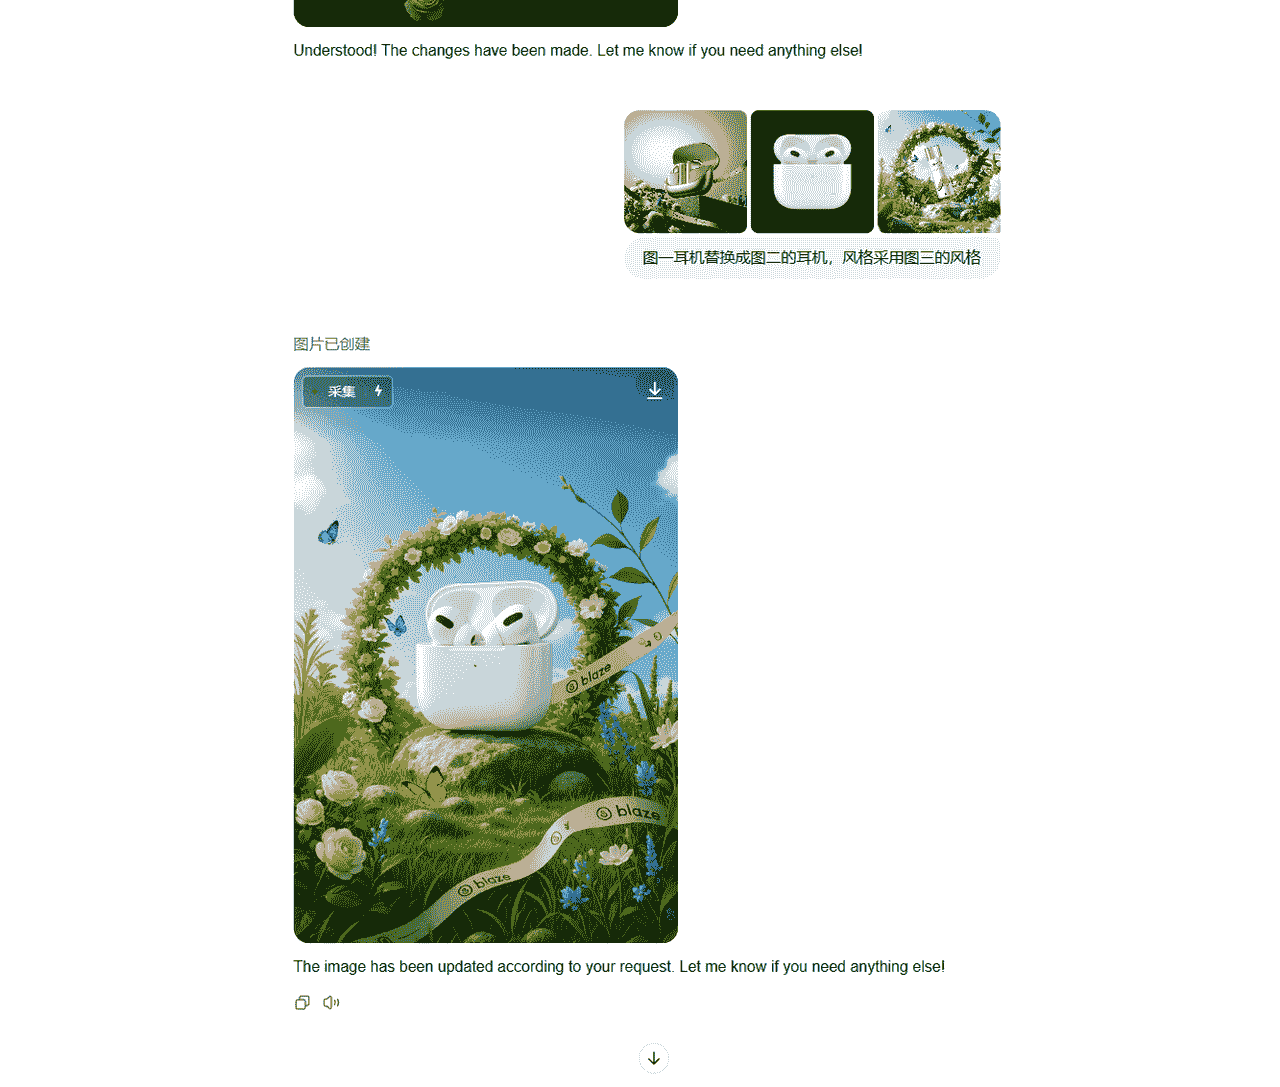 Understood! The changes have been made. Let me know if you need anything else!
图一耳机替换成图二的耳机，风格采用图三的风格
图片已创建
采集
blaze
blaze
blaze
The image has been updated according to your request. Let me know if you need anything else!